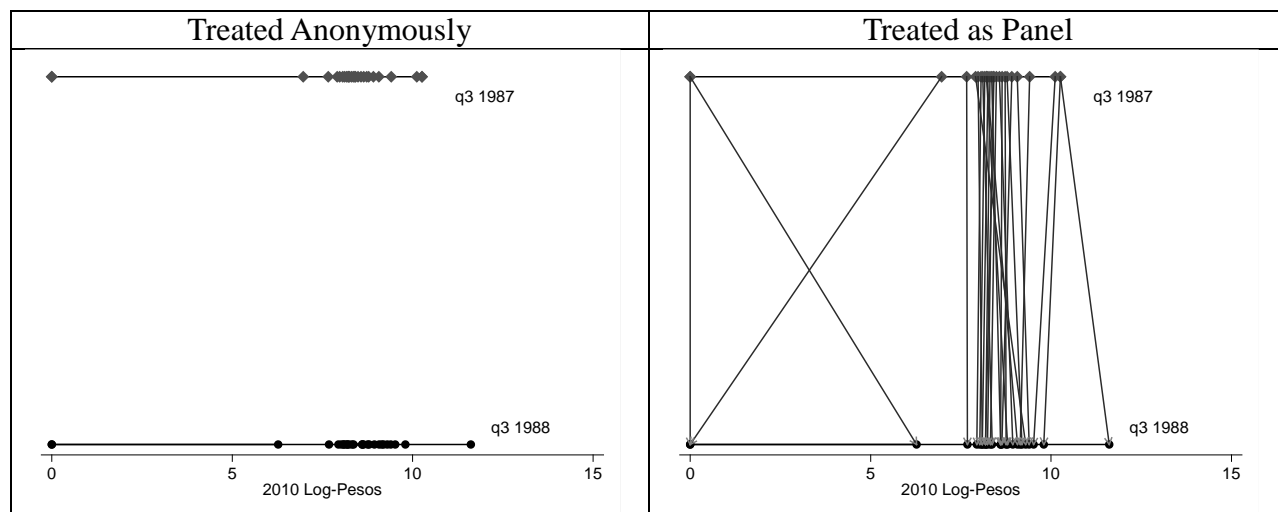 Treated Anonymously
q3 1987
q3 1988
0 5 10 15
2010 Log-Pesos
Treated as Panel
q3 1987
q3 1988
0 5 10 15
2010 Log-Pesos